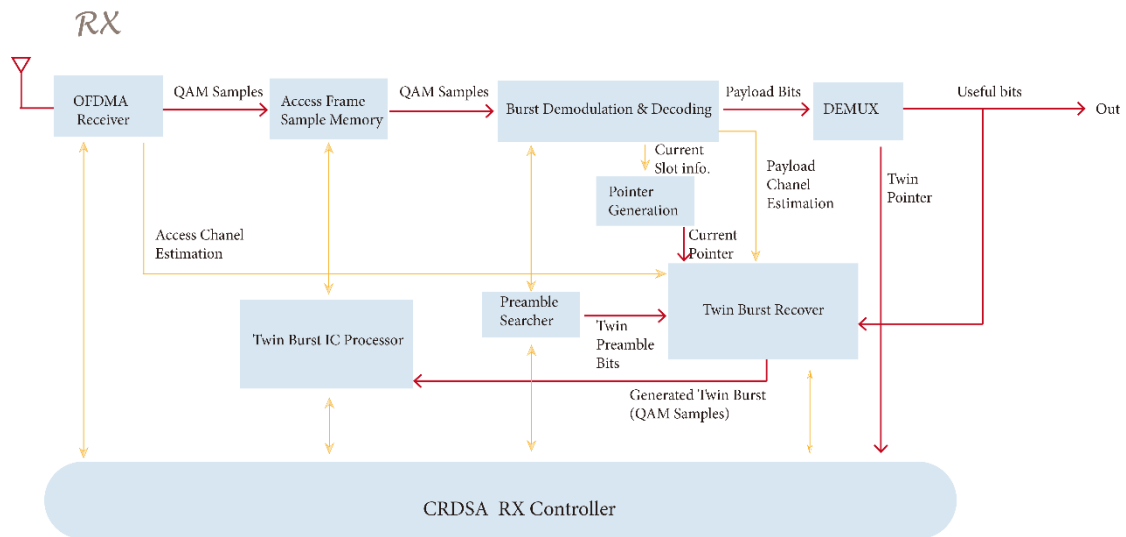 RX
OFDMA
Receiver
QAM Samples
Access Frame
Sample Memory
QAM Samples
Burst Demodulation & Decoding
Payload Bits
DEMUX
Useful bits
Out
Current
Slot info.
Payload
Chanel
Estimation
Twin
Pointer
Pointer
Generation
Access Chanel
Estimation
Current
Pointer
Twin Burst IC Processor
Preamble
Searcher
Twin
Preamble
Bits
Twin Burst Recover
Generated Twin Burst
(QAM Samples)
CRDSA RX Controller